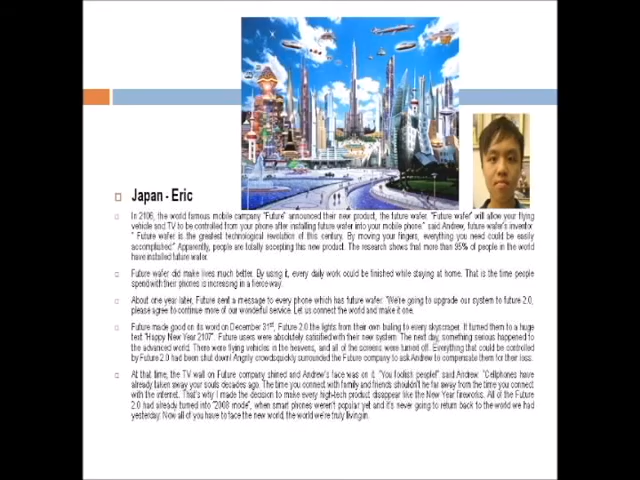 Japan - Eric
In 2106, the world famous mobile company "Future" announced their new product, the future wafer. "Future wafer" will allow your flying
vehicle and TV to be controlled from your phone after installing future wafer into your mobile phone." said Andrew, future wafer's inventor.
" Future wafer is the greatest technological revolution of this century. By moving your fingers, everything you need could be easily
accomplished." Apparently, people are totally accepting this new product. The research shows that more than 95% of people in the world
have installed future wafer.
Future wafer did make lives much better. By using it, every daily work could be finished while staying at home. That is the time people
spend with their phones is increasing in a fierce way.
About one year later, Future sent a message to every phone which has future wafer. "We're going to upgrade our system to future 2.0,
please agree to continue more of our wonderful service. Let us connect the world and make it one.
Future made good on its word on December 31st, Future 2.0 the lights from their own builing to every skyscraper. It turned them to a huge
text "Happy New Year 2107". Future users were absolutely satisfied with their new system. The next day, something serious happened to
the advanced world. There were flying vehicles in the heavens, and all of the screens were turned off. Everything that could be controlled
by Future 2.0 had been shut down! Angrily crowdsquickly surrounded the Future company to ask Andrew to compensate them for their loss.
At that time, the TV wall on Future company shined and Andrew's face was on it. "You foolish people!" said Andrew. "Cellphones have
already taken away your souls decades ago. The time you connect with family and friends shouldn't be far away from the time you connect
with the internet. That's why I made the decision to make every high-tech product disappear like the New Year fireworks. All of the Future
2.0 had already turned into "2008 mode", when smart phones weren't popular yet and it's never going to return back to the world we had
yesterday. Now all of you have to face the new world, the world we're truly living in.